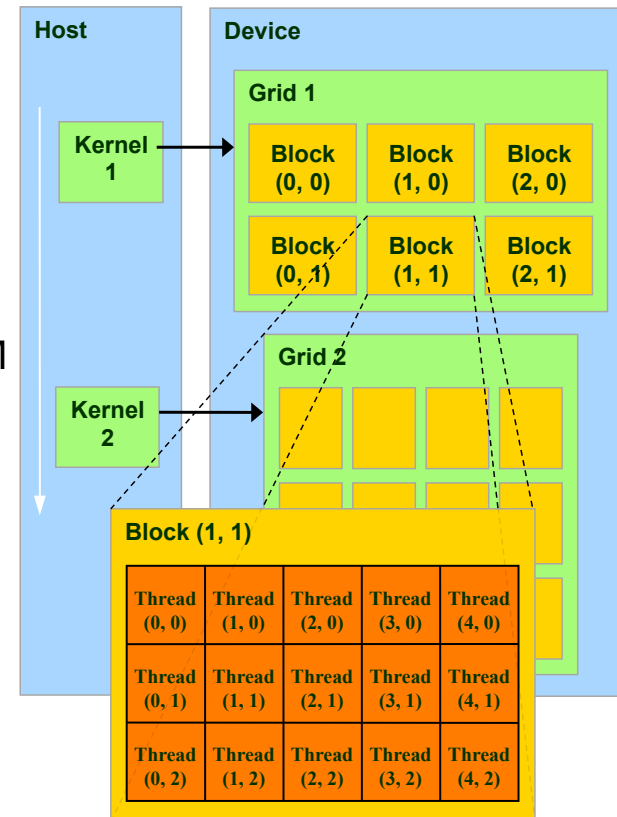 Host
Device
Grid 1
Kernel
1
Block
(0, 0)
Block
(1, 0)
Block
(2, 0)
Block
(0, 1)
Block
(1, 1)
Block
(2, 1)
Grid 2
Kernel
2
Block (1, 1)
Thread
(0, 0)
Thread
(1, 0)
Thread
(2, 0)
Thread
(3, 0)
Thread
(4, 0)
Thread
(0, 1)
Thread
(1, 1)
Thread
(2, 1)
Thread
(3, 1)
Thread
(4, 1)
Thread
(0, 2)
Thread
(1, 2)
Thread
(2, 2)
Thread
(3, 2)
Thread
(4, 2)